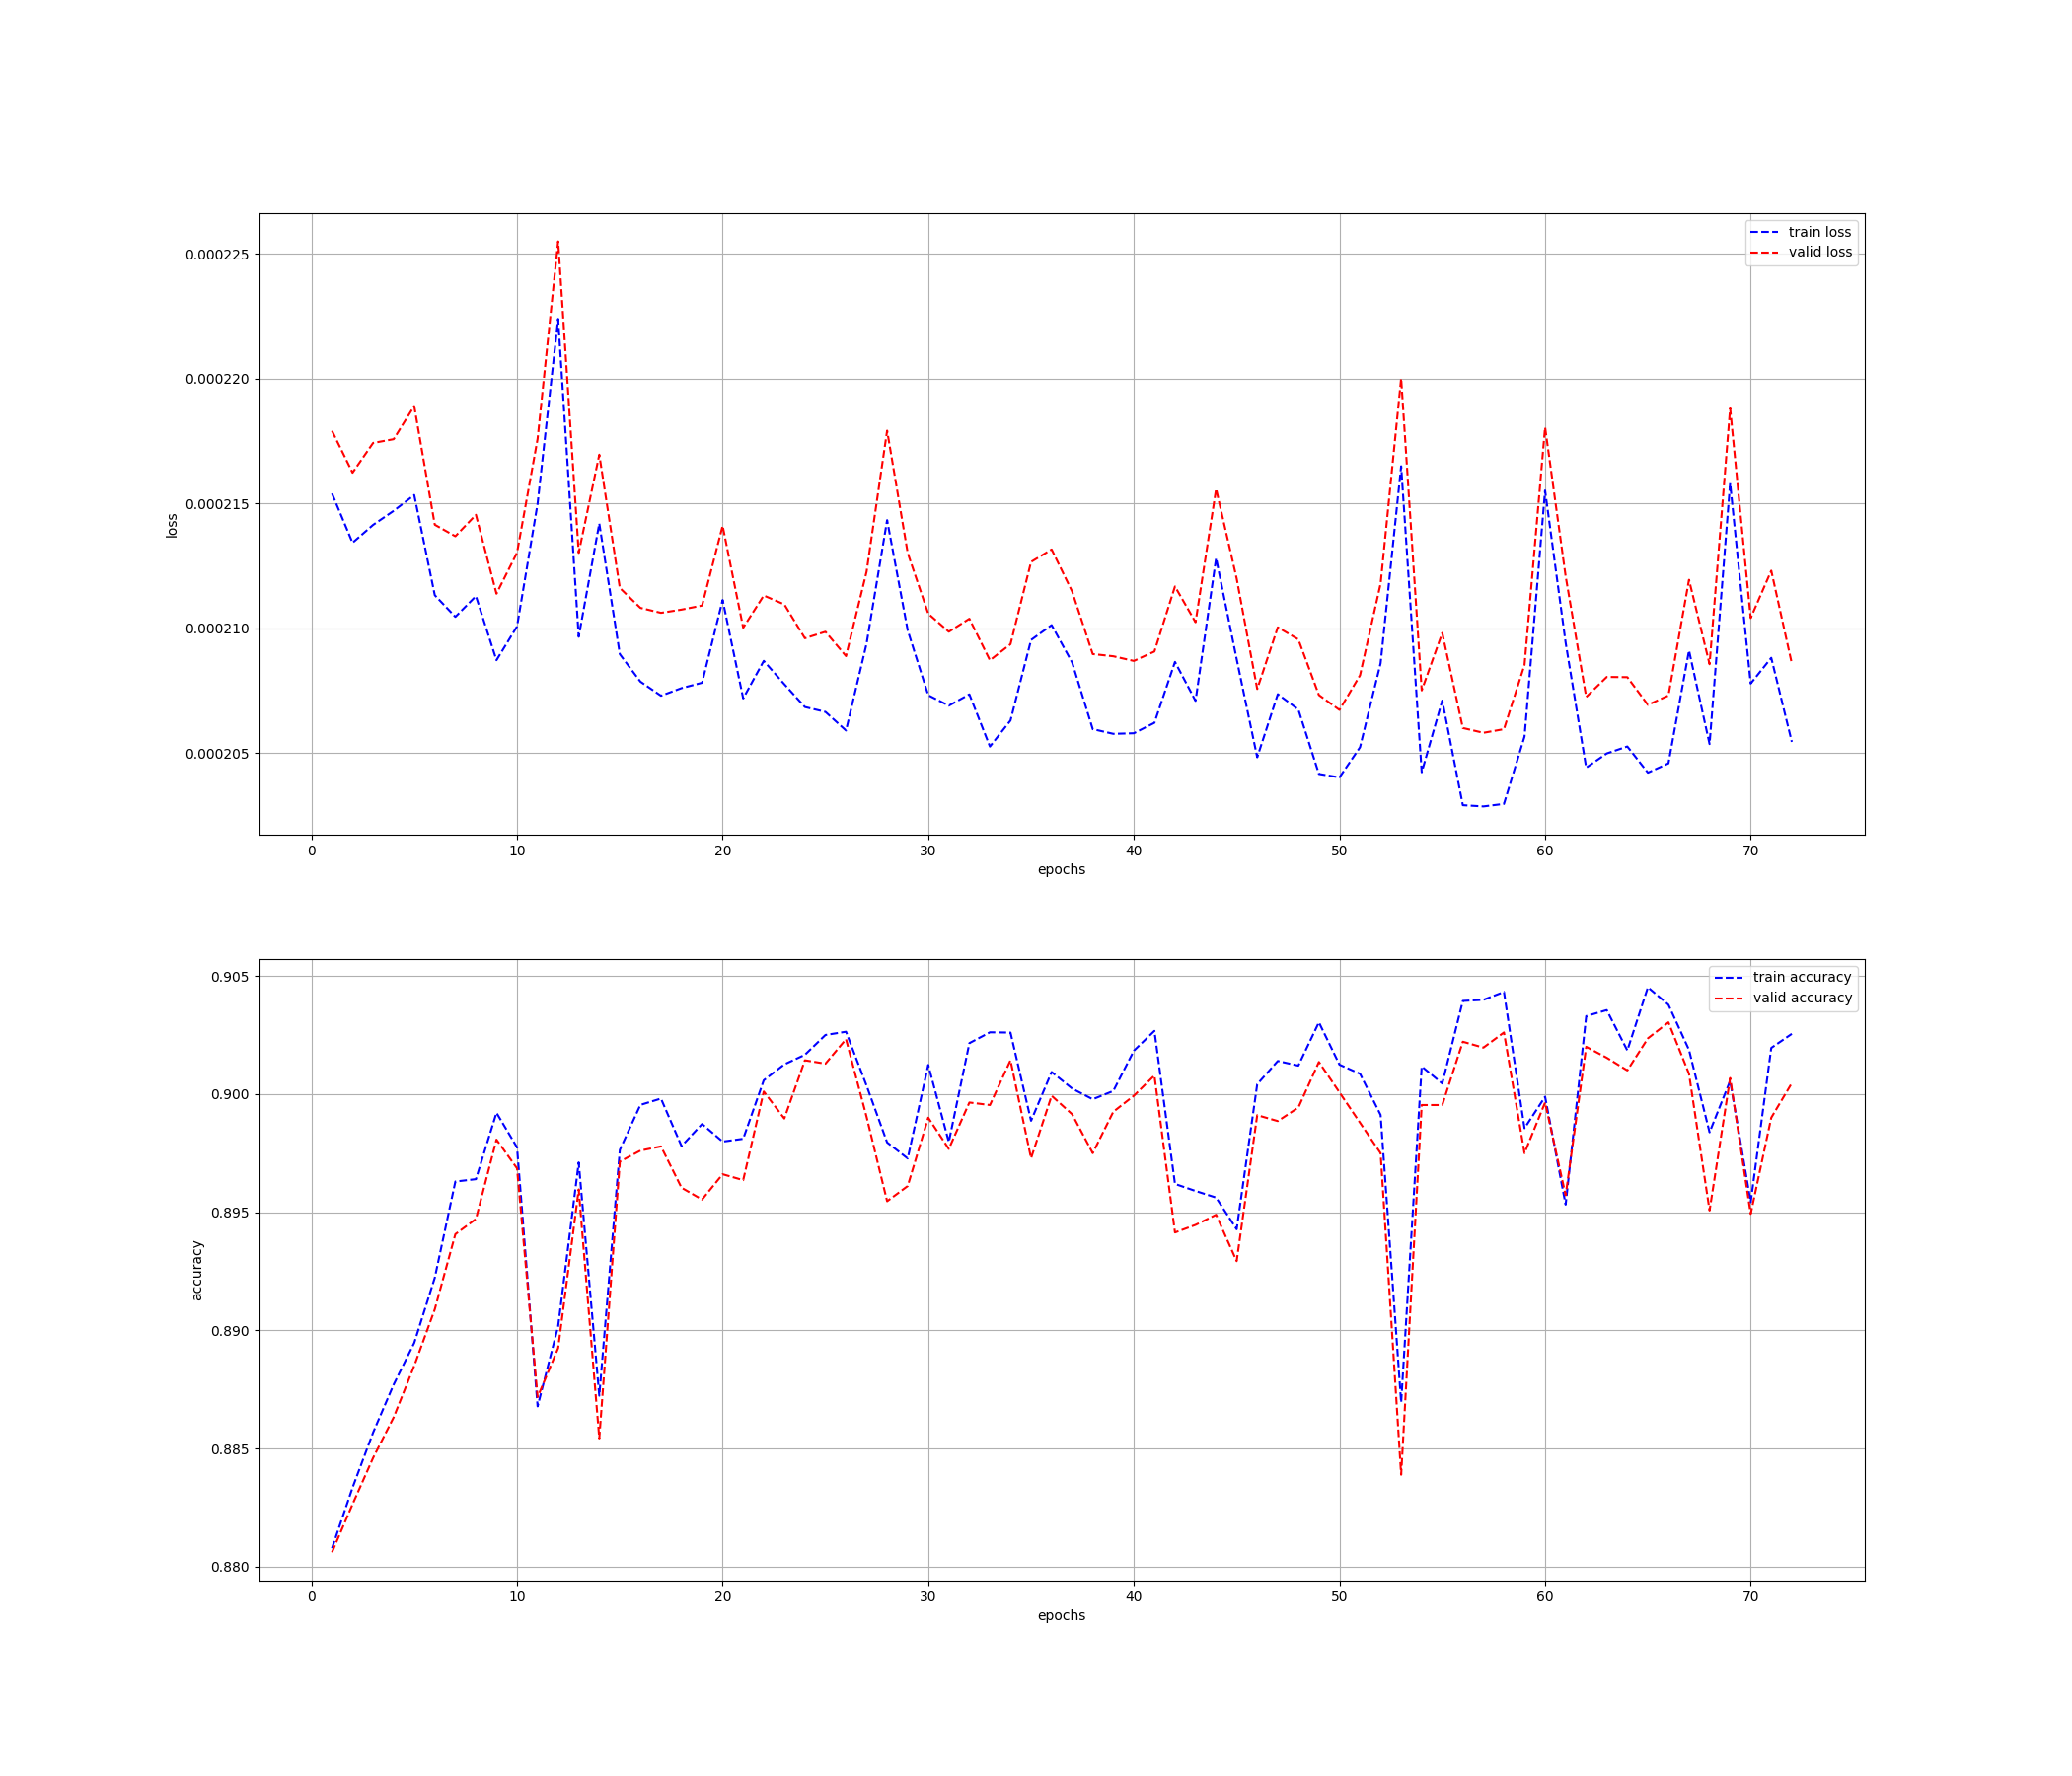 train loss
valid loss
0.000225
0.000220
0.000215
0.000210
0.000205
loss
0 10 20 30 40 50 60 70
epochs
train accuracy
valid accuracy
0.905
0.900
0.895
0.890
0.885
0.880
accuracy
0 10 20 30 40 50 60 70
epochs